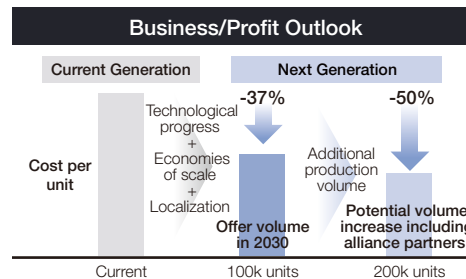 Business/Profit Outlook
Current Generation
Next Generation
Cost per
unit
Technological
progress
+
Economies
of scale
+
Localization
-37%
Offer volume
in 2030
Additional
production
volume
-50%
Potential volume
increase including
alliance partners
Current
100k units
200k units